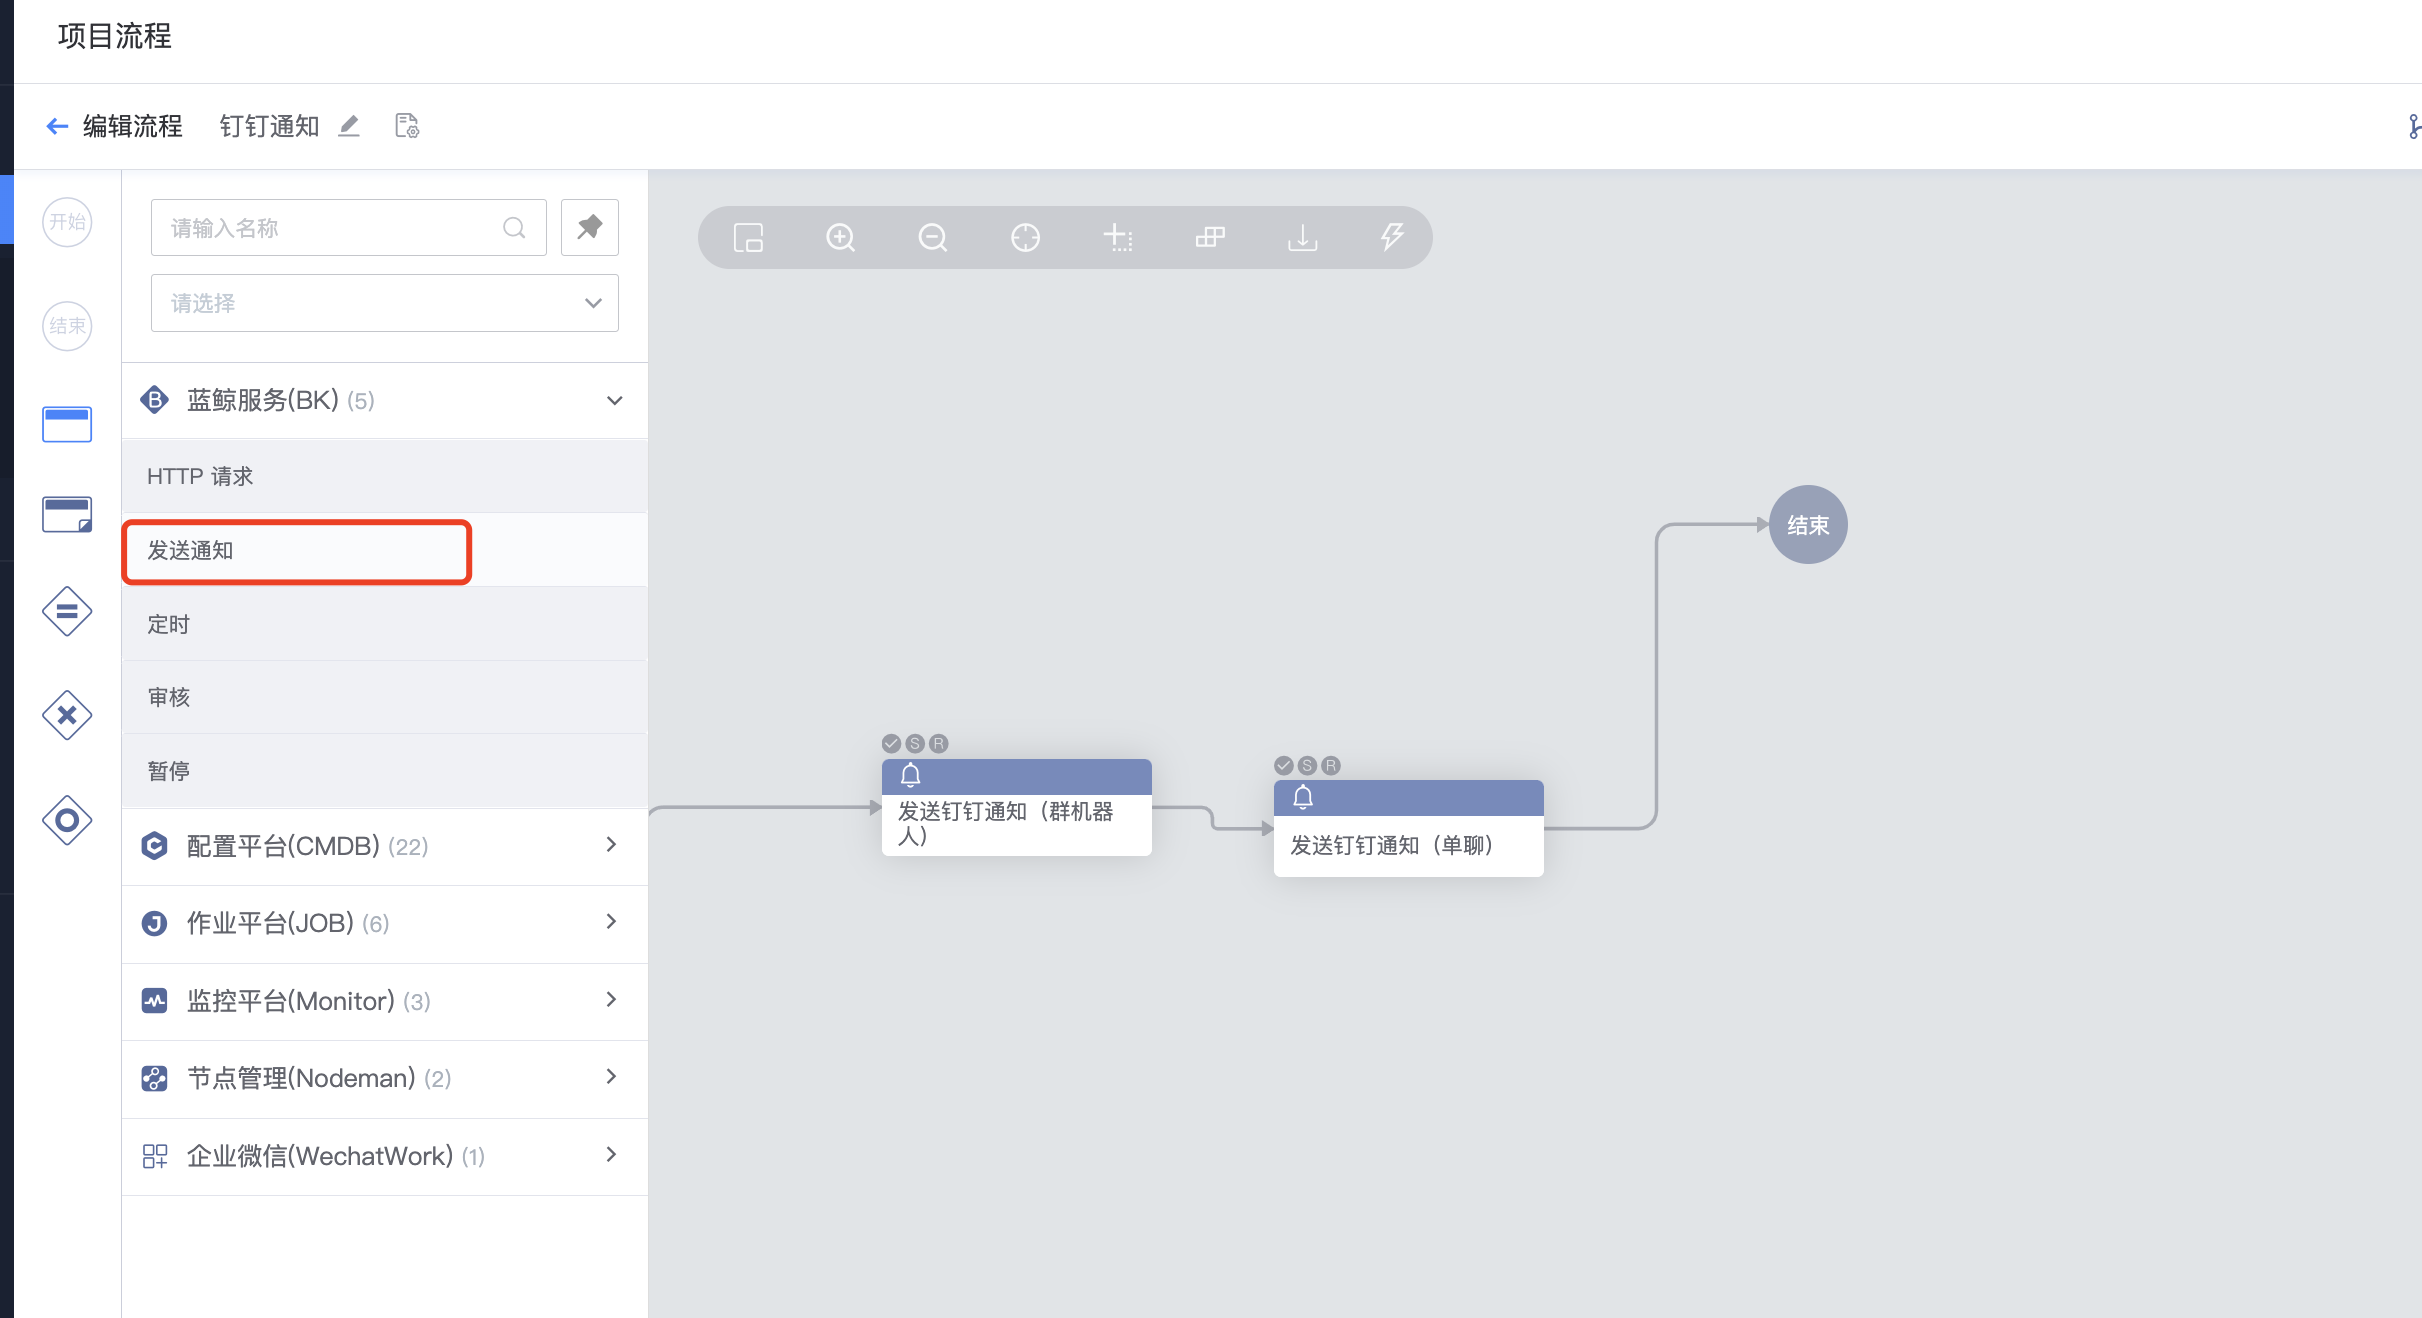 项目流程
编辑流程 钉钉通知
开始
结束
请输入名称
请选择
B 蓝鲸服务(BK) (5)
HTTP 请求
发送通知
定时
审核
暂停
C 配置平台(CMDB) (22)
J 作业平台(JOB) (6)
监控平台(Monitor) (3)
节点管理(Nodeman) (2)
企业微信(WechatWork) (1)
S R
发送钉钉通知（群机器
人）
S R
发送钉钉通知（单聊）
结束